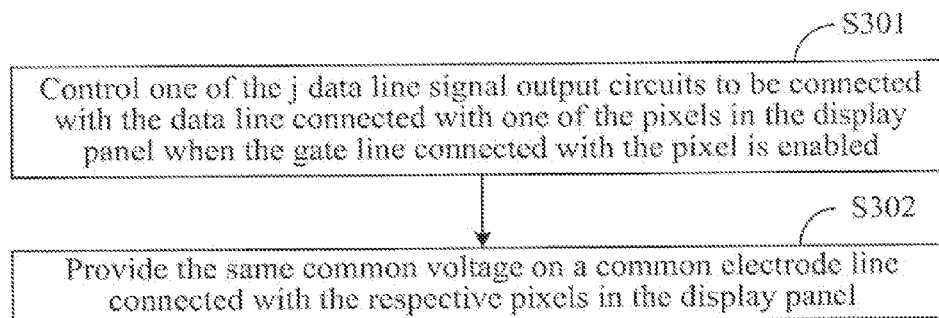 S301
Control one of the j data line signal output circuits to be connected
with the data line connected with one of the pixels in the display
panel when the gate line connected with the pixel is enabled
S302
Provide the same common voltage on a common electrode line
connected with the respective pixels in the display panel